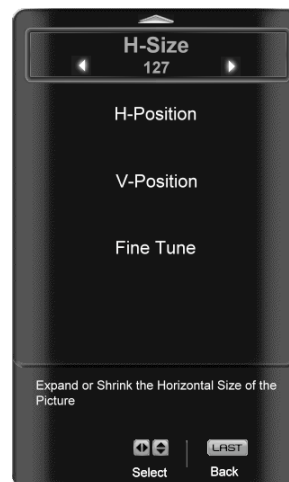 H-Size
127
H-Position
V-Position
Fine Tune
Expand or Shrink the Horizontal Size of the
Picture
LAST
Select Back